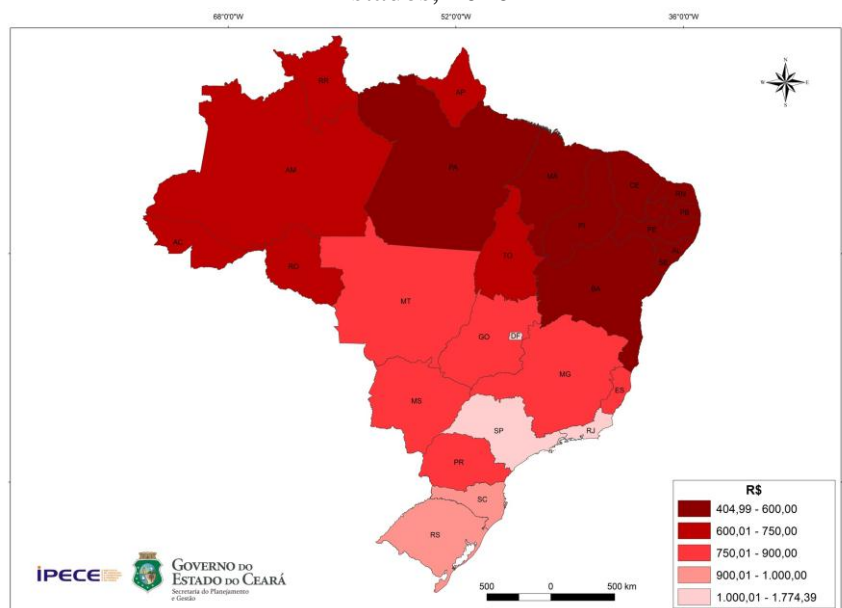 68°0'0"W 52°0'0"W 36°0'0"W
N
W E
S
RR
AP
AM
PA
MA
CE
RN
PB
PI
PE
AL
SE
AC
RO
TO
BA
MT
GO
DF
MG
ES
MS
SP
RJ
PR
SC
RS
R$
404,99 - 600,00
600,01 - 750,00
750,01 - 900,00
900,01 - 1.000,00
1.000,01 - 1.774,39
iPECE
GOVERNO DO
ESTADO DO CEARÁ
Secretaria do Planejamento
e Gestão
500 0 500 km